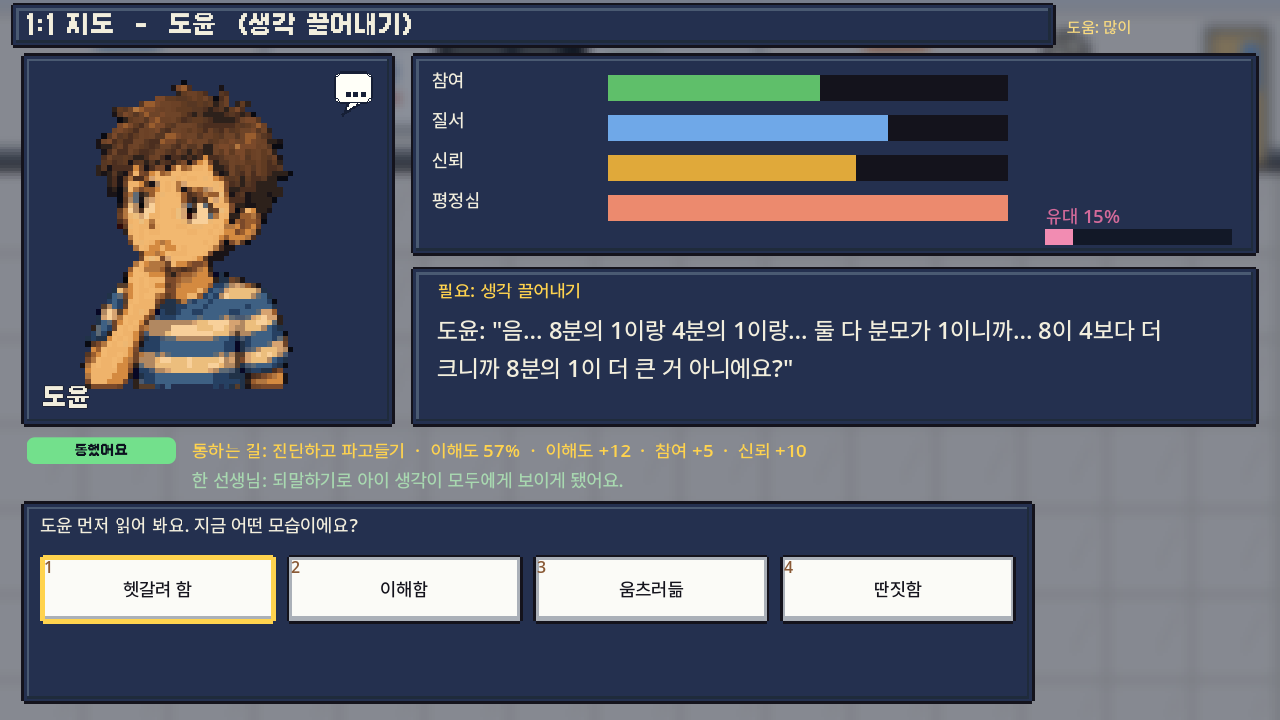 1:1 지도 - 도윤 (생각 끌어내기)
도움: 많이
...
도윤
참여
질서
신뢰
평정심
유대 15%
필요: 생각 끌어내기
도윤: "음... 8분의 1이랑 4분의 1이랑... 둘 다 분모가 1이니까... 8이 4보다 더
크니까 8분의 1이 더 큰 거 아니에요?"
통했어요
통하는 길: 진단하고 파고들기 · 이해도 57% · 이해도 +12 · 참여 +5 · 신뢰 +10
한 선생님: 되말하기로 아이 생각이 모두에게 보이게 됐어요.
도윤 먼저 읽어 봐요. 지금 어떤 모습이에요?
1 헷갈려 함
2 이해함
3 움츠러듦
4 딴짓함